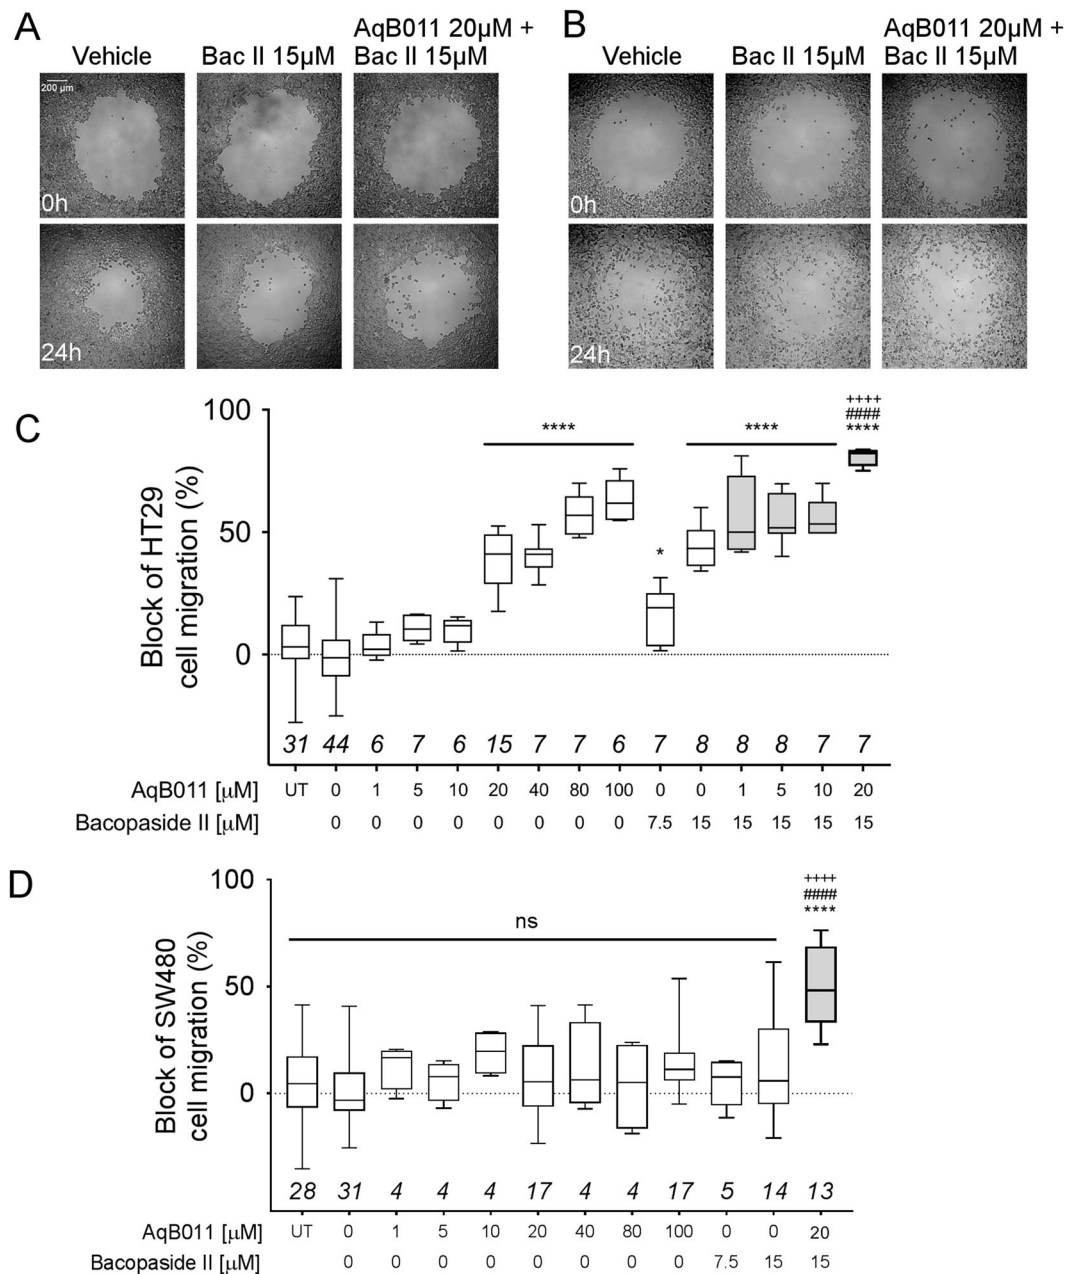 A
Vehicle
Bac II 15μM
AqB011 20μM +
Bac II 15μM
200 μm
0h
24h
B
Vehicle
Bac II 15μM
AqB011 20μM +
Bac II 15μM
0h
24h
C
Block of HT29
cell migration (%)
100
50
0
****
*
****
++++
####
****
31 44 6 7 6 15 7 7 6 7 8 8 8 7 7
AqB011 [μM] UT 0 1 5 10 20 40 80 100 0 0 1 5 10 20
Bacopaside II [μM] 0 0 0 0 0 0 0 0 7.5 15 15 15 15 15
D
Block of SW480
cell migration (%)
100
50
0
ns
++++
####
****
28 31 4 4 4 17 4 4 17 5 14 13
AqB011 [μM] UT 0 1 5 10 20 40 80 100 0 0 20
Bacopaside II [μM] 0 0 0 0 0 0 0 0 7.5 15 15